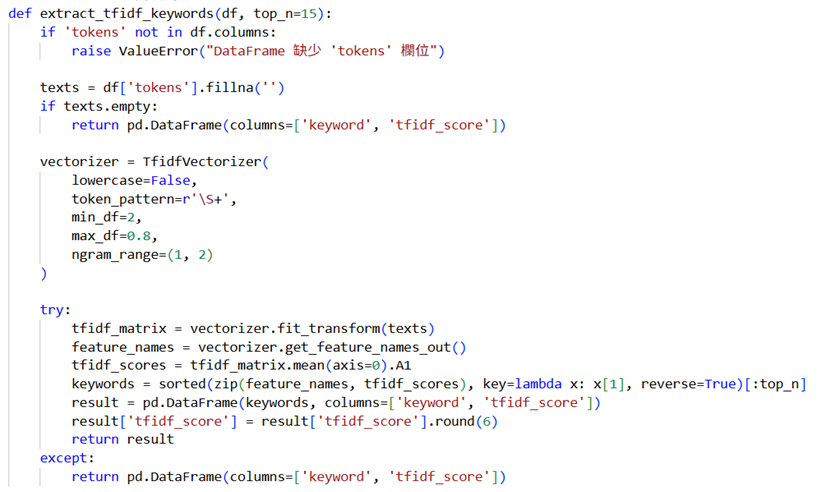 def extract_tfidf_keywords(df, top_n=15):
    if 'tokens' not in df.columns:
        raise ValueError("DataFrame 缺少 'tokens' 欄位")

    texts = df['tokens'].fillna('')
    if texts.empty:
        return pd.DataFrame(columns=['keyword', 'tfidf_score'])

    vectorizer = TfidfVectorizer(
        lowercase=False,
        token_pattern=r'\S+',
        min_df=2,
        max_df=0.8,
        ngram_range=(1, 2)
    )

    try:
        tfidf_matrix = vectorizer.fit_transform(texts)
        feature_names = vectorizer.get_feature_names_out()
        tfidf_scores = tfidf_matrix.mean(axis=0).A1
        keywords = sorted(zip(feature_names, tfidf_scores), key=lambda x: x[1], reverse=True)[:top_n]
        result = pd.DataFrame(keywords, columns=['keyword', 'tfidf_score'])
        result['tfidf_score'] = result['tfidf_score'].round(6)
        return result
    except:
        return pd.DataFrame(columns=['keyword', 'tfidf_score'])